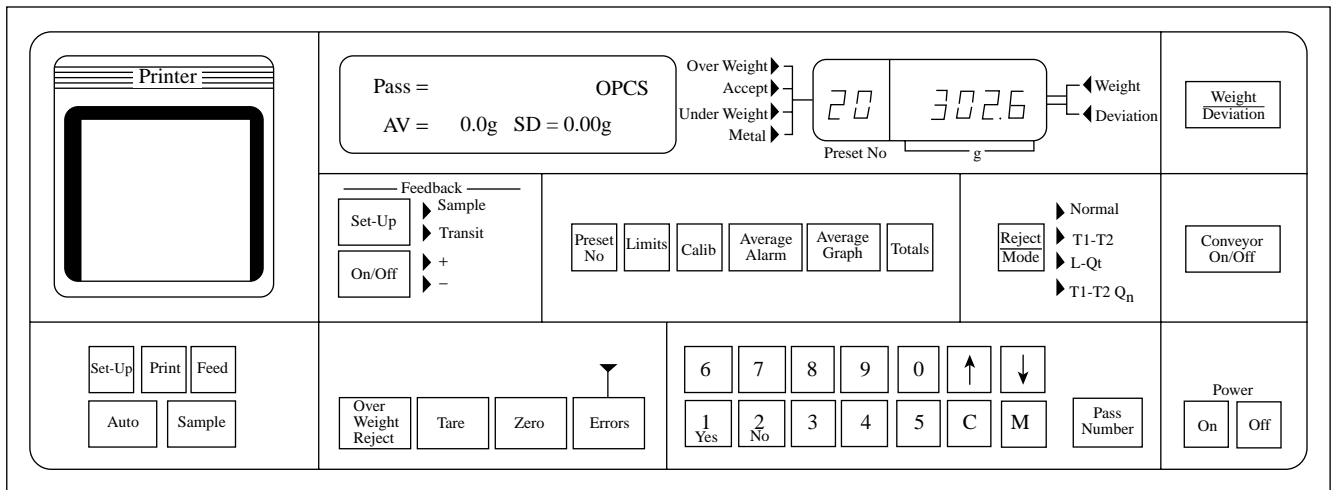 Printer
Pass = OPCS
AV = 0.0g SD = 0.00g
Over Weight
Accept
Under Weight
Metal
20 302.6
Preset No g
Weight
Deviation
Weight
Deviation
Feedback
Set-Up
Sample
Transit
On/Off
+
−
Preset
No
Limits
Calib
Average
Alarm
Average
Graph
Totals
Reject
Mode
Normal
T1-T2
L-Qt
T1-T2 Qn
Conveyor
On/Off
Set-Up Print Feed
Auto Sample
Over
Weight
Reject
Tare
Zero
Errors
6 7 8 9 0 ↑ ↓
1 2 3 4 5 C M
Yes No
Pass
Number
Power
On Off